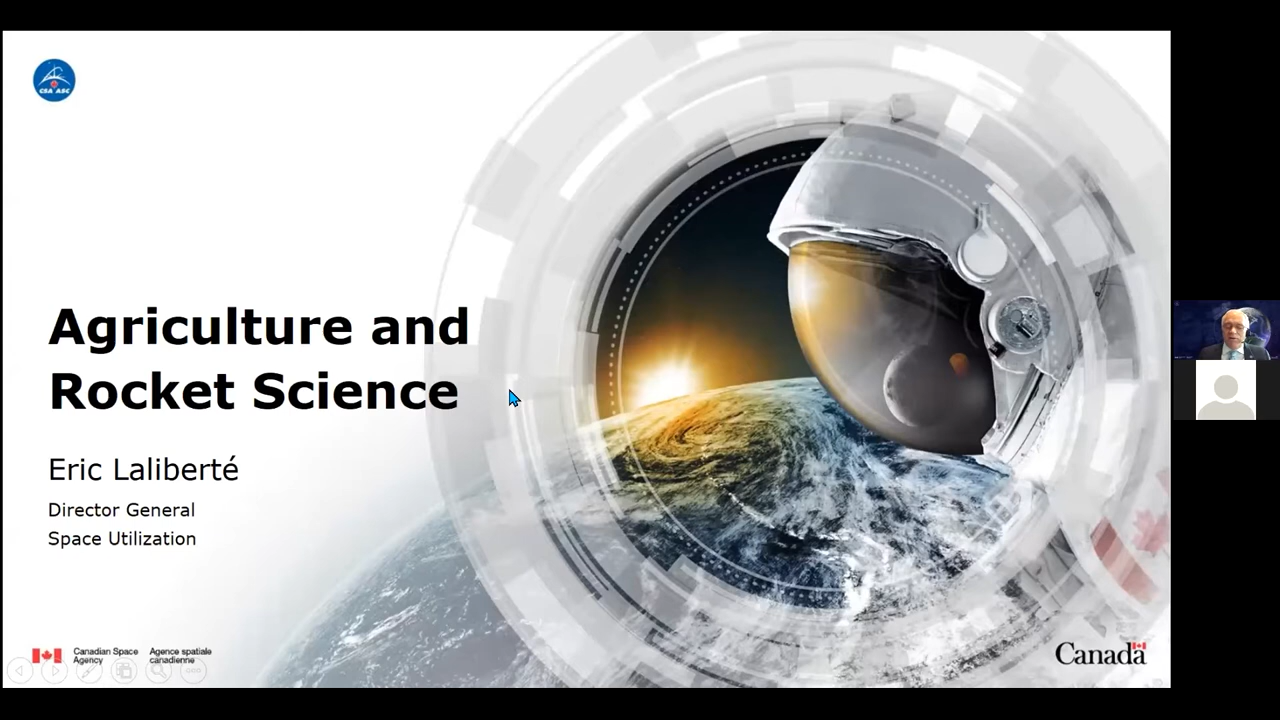 CSA ASC
Agriculture and
Rocket Science
Eric Laliberté
Director General
Space Utilization
Canadian Space
Agency
Agence spatiale
canadienne
Canada